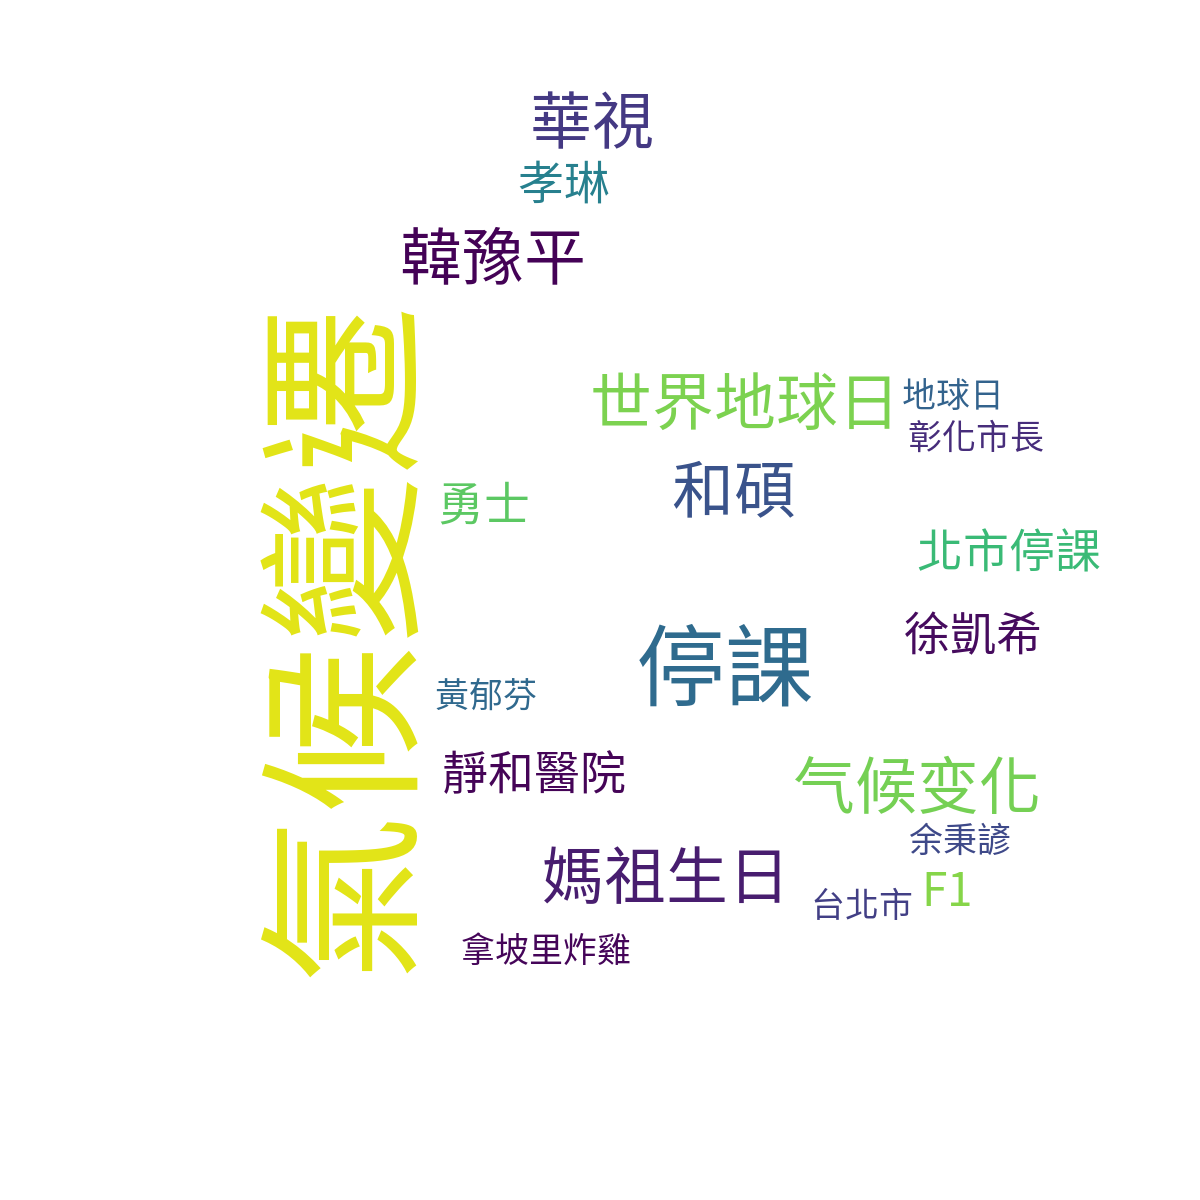 華視
孝琳
韓豫平
氣候變遷
世界地球日
地球日
彰化市長
和碩
勇士
北市停課
徐凱希
停課
黃郁芬
靜和醫院
气候变化
余秉諺
媽祖生日
台北市
F1
拿坡里炸雞